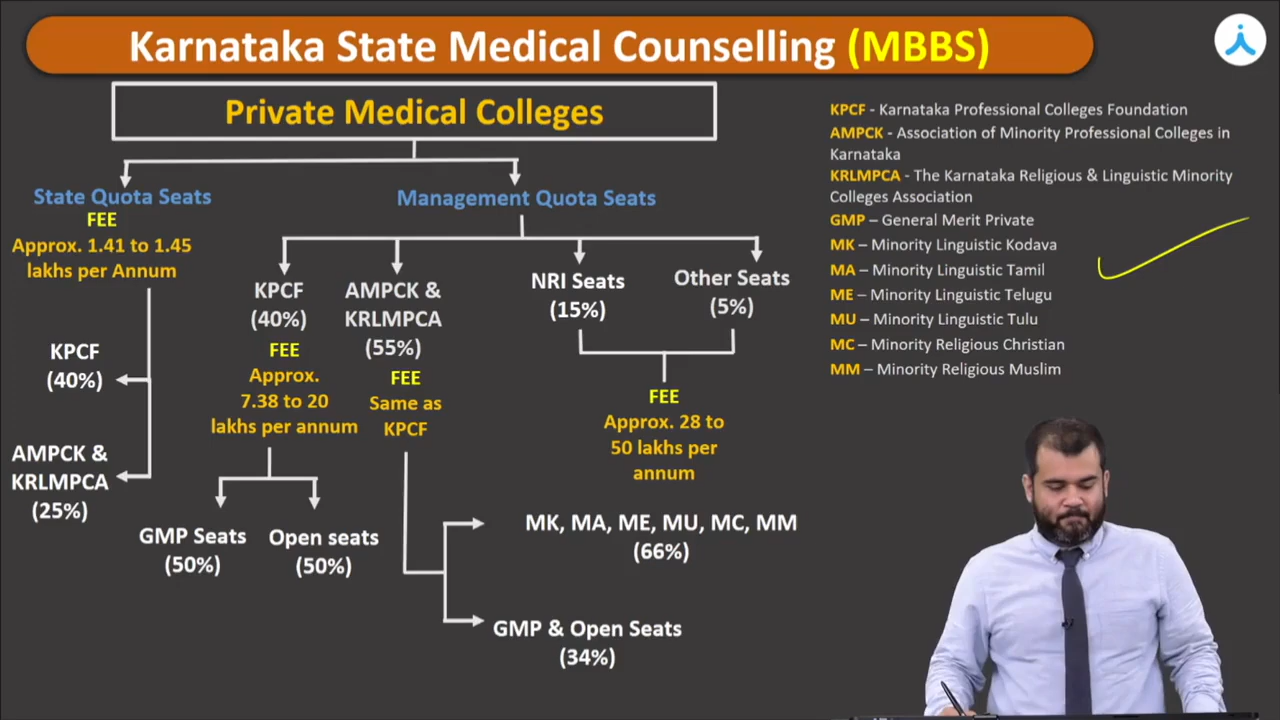 Karnataka State Medical Counselling (MBBS)
Private Medical Colleges
State Quota Seats
FEE
Approx. 1.41 to 1.45
lakhs per Annum
KPCF
(40%)
AMPCK &
KRLMPCA
(25%)
Management Quota Seats
KPCF
(40%)
FEE
Approx.
7.38 to 20
lakhs per annum
GMP Seats
(50%)
Open seats
(50%)
AMPCK &
KRLMPCA
(55%)
FEE
Same as
KPCF
MK, MA, ME, MU, MC, MM
(66%)
GMP & Open Seats
(34%)
NRI Seats
(15%)
Other Seats
(5%)
FEE
Approx. 28 to
50 lakhs per
annum
KPCF - Karnataka Professional Colleges Foundation
AMPCK - Association of Minority Professional Colleges in
Karnataka
KRLMPCA - The Karnataka Religious & Linguistic Minority
Colleges Association
GMP – General Merit Private
MK – Minority Linguistic Kodava
MA – Minority Linguistic Tamil
ME – Minority Linguistic Telugu
MU – Minority Linguistic Tulu
MC – Minority Religious Christian
MM – Minority Religious Muslim